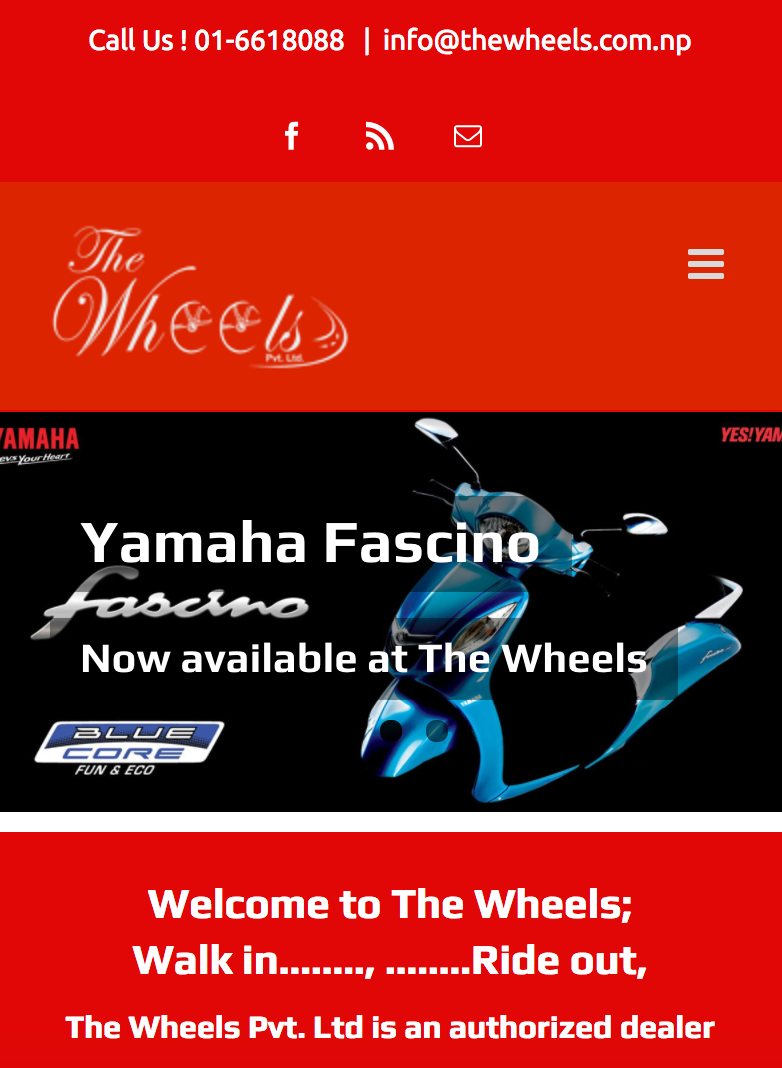 Call Us ! 01-6618088 | info@thewheels.com.np
The
Wheels
Pvt. Ltd.
YAMAHA
evs Your Heart
YES!YAM
Yamaha Fascino
fascino
Now available at The Wheels
BLUE
CORE
FUN & ECO
Welcome to The Wheels;
Walk in........, ........Ride out,
The Wheels Pvt. Ltd is an authorized dealer